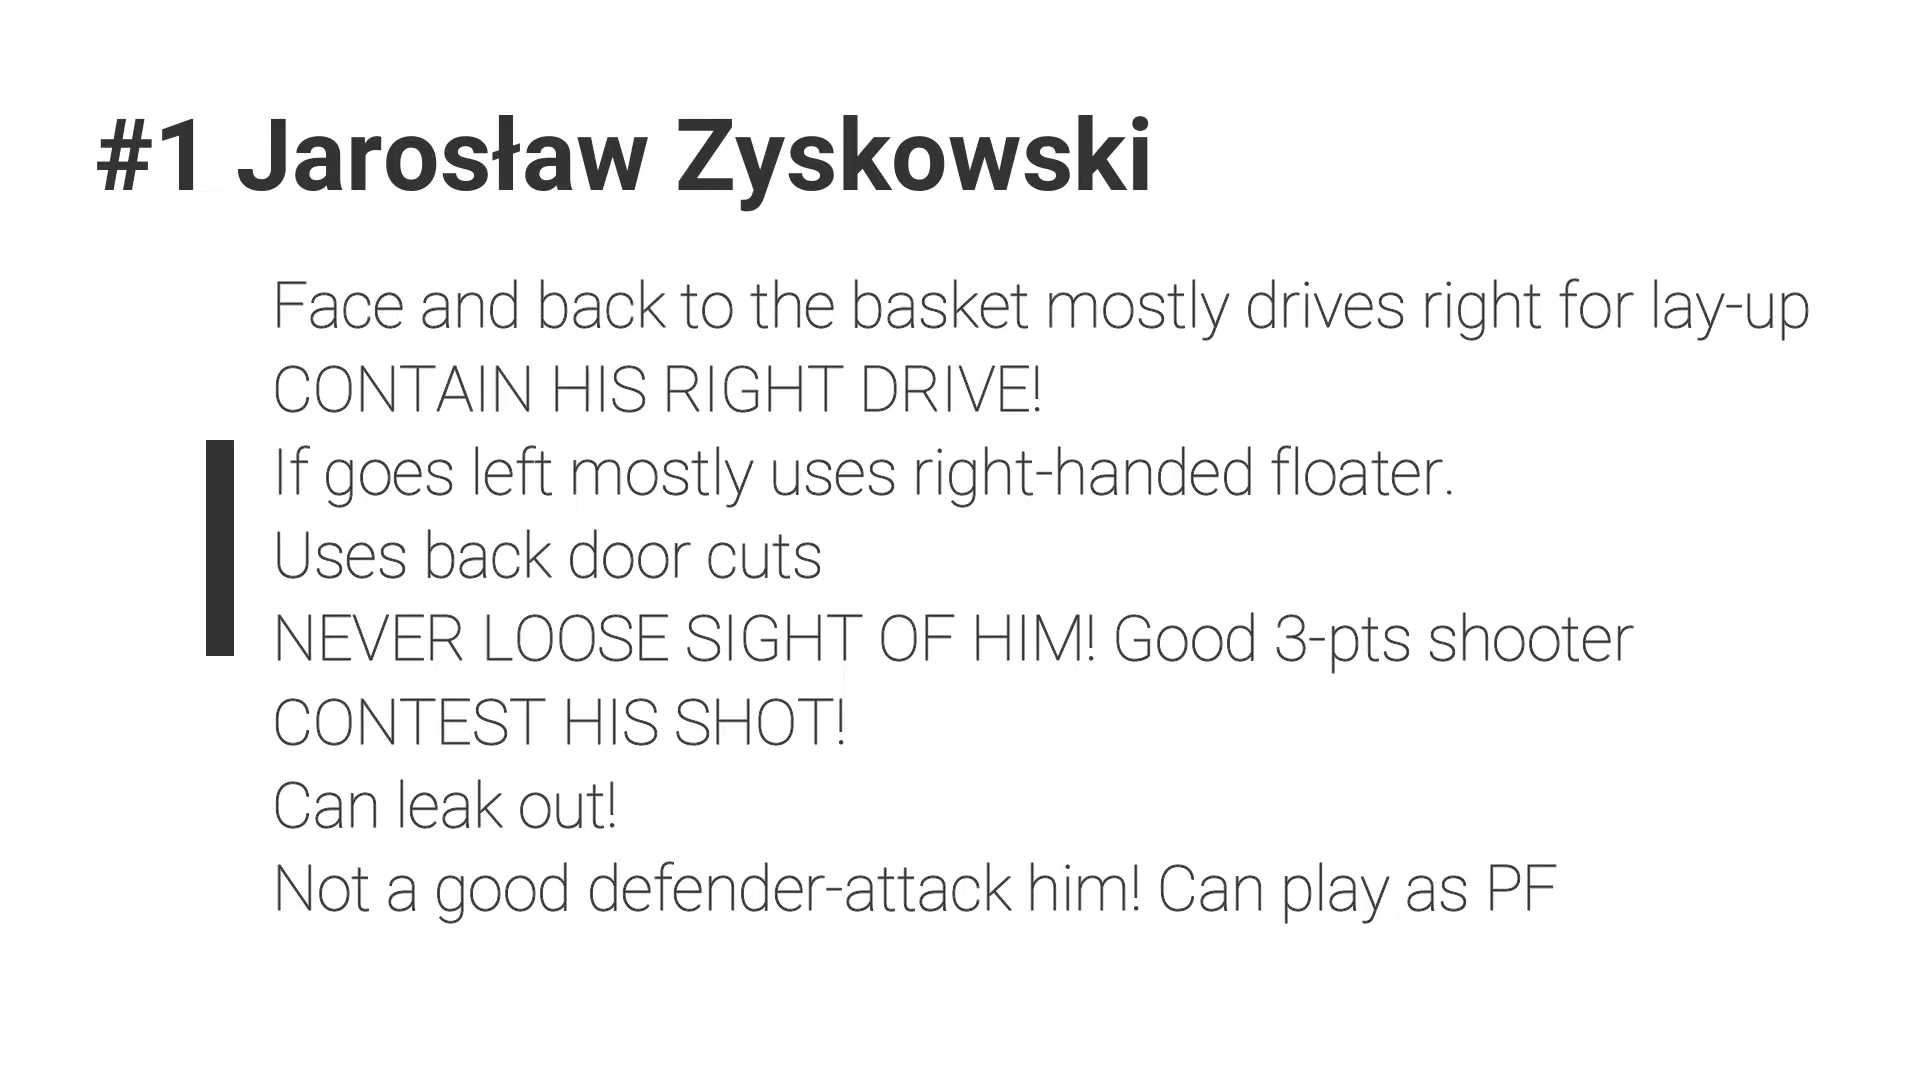 #1 Jarosław Zyskowski
Face and back to the basket mostly drives right for lay-up
CONTAIN HIS RIGHT DRIVE!
If goes left mostly uses right-handed floater.
Uses back door cuts
NEVER LOOSE SIGHT OF HIM! Good 3-pts shooter
CONTEST HIS SHOT!
Can leak out!
Not a good defender-attack him! Can play as PF